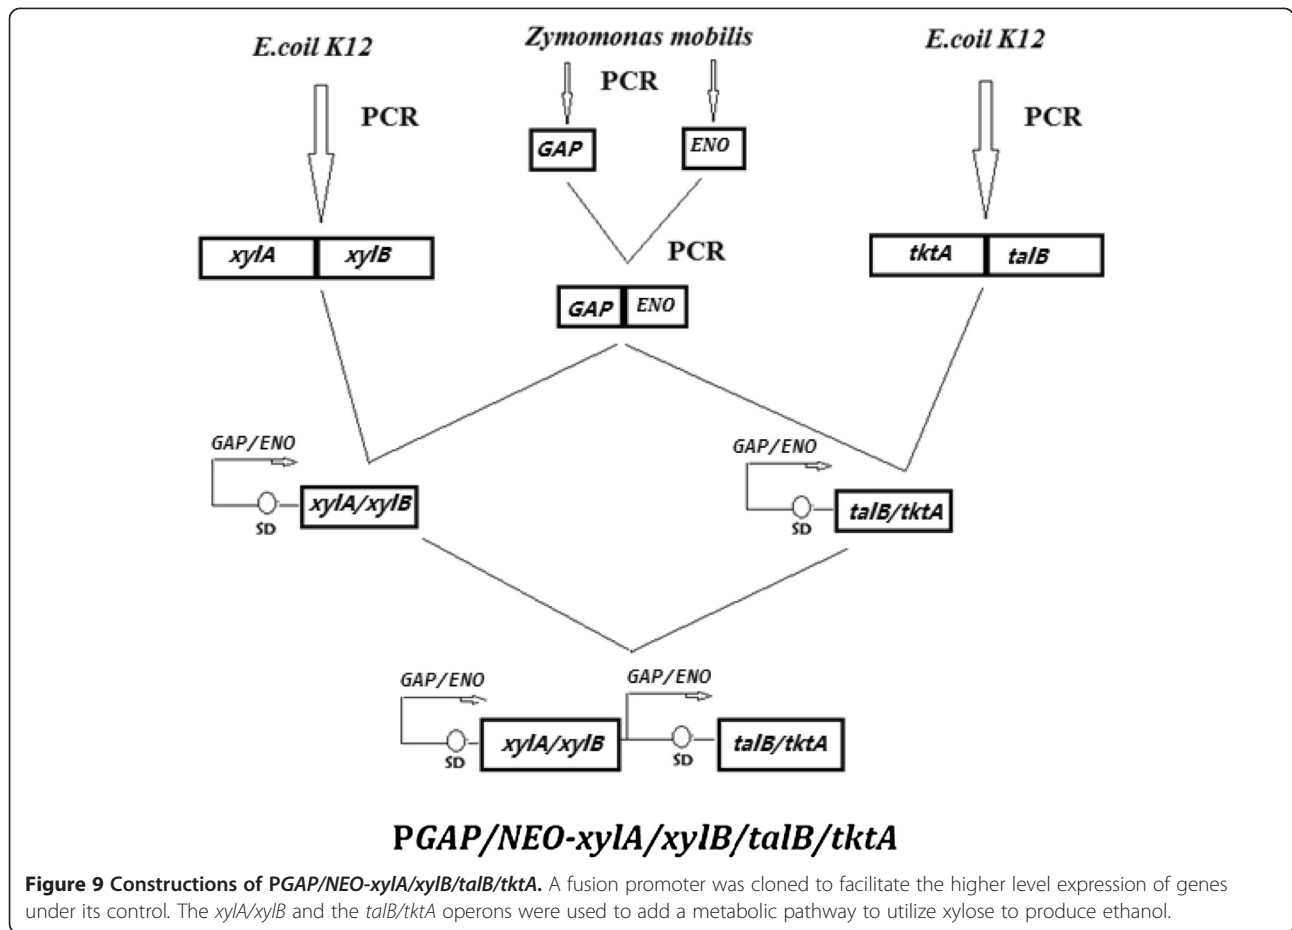 E.coil K12
Zymomonas mobilis
E.coil K12
PCR
PCR
PCR
GAP
ENO
xylA
xylB
tktA
talB
PCR
GAP
ENO
GAP/ENO
SD
xylA/xylB
GAP/ENO
SD
talB/tktA
GAP/ENO
SD
xylA/xylB
GAP/ENO
SD
talB/tktA
PGAP/NEO-xylA/xylB/talB/tktA
Figure 9 Constructions of PGAP/NEO-xylA/xylB/talB/tktA. A fusion promoter was cloned to facilitate the higher level expression of genes
under its control. The xylA/xylB and the talB/tktA operons were used to add a metabolic pathway to utilize xylose to produce ethanol.